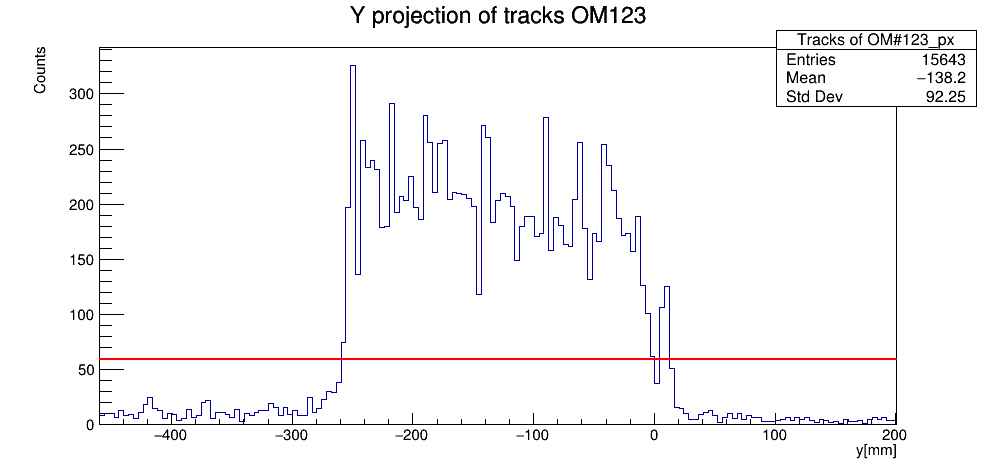 Y projection of tracks OM123
Tracks of OM#123_px
Entries 15643
Mean −138.2
Std Dev 92.25
Counts
300
250
200
150
100
50
0
−400 −300 −200 −100 0 100 200
y[mm]